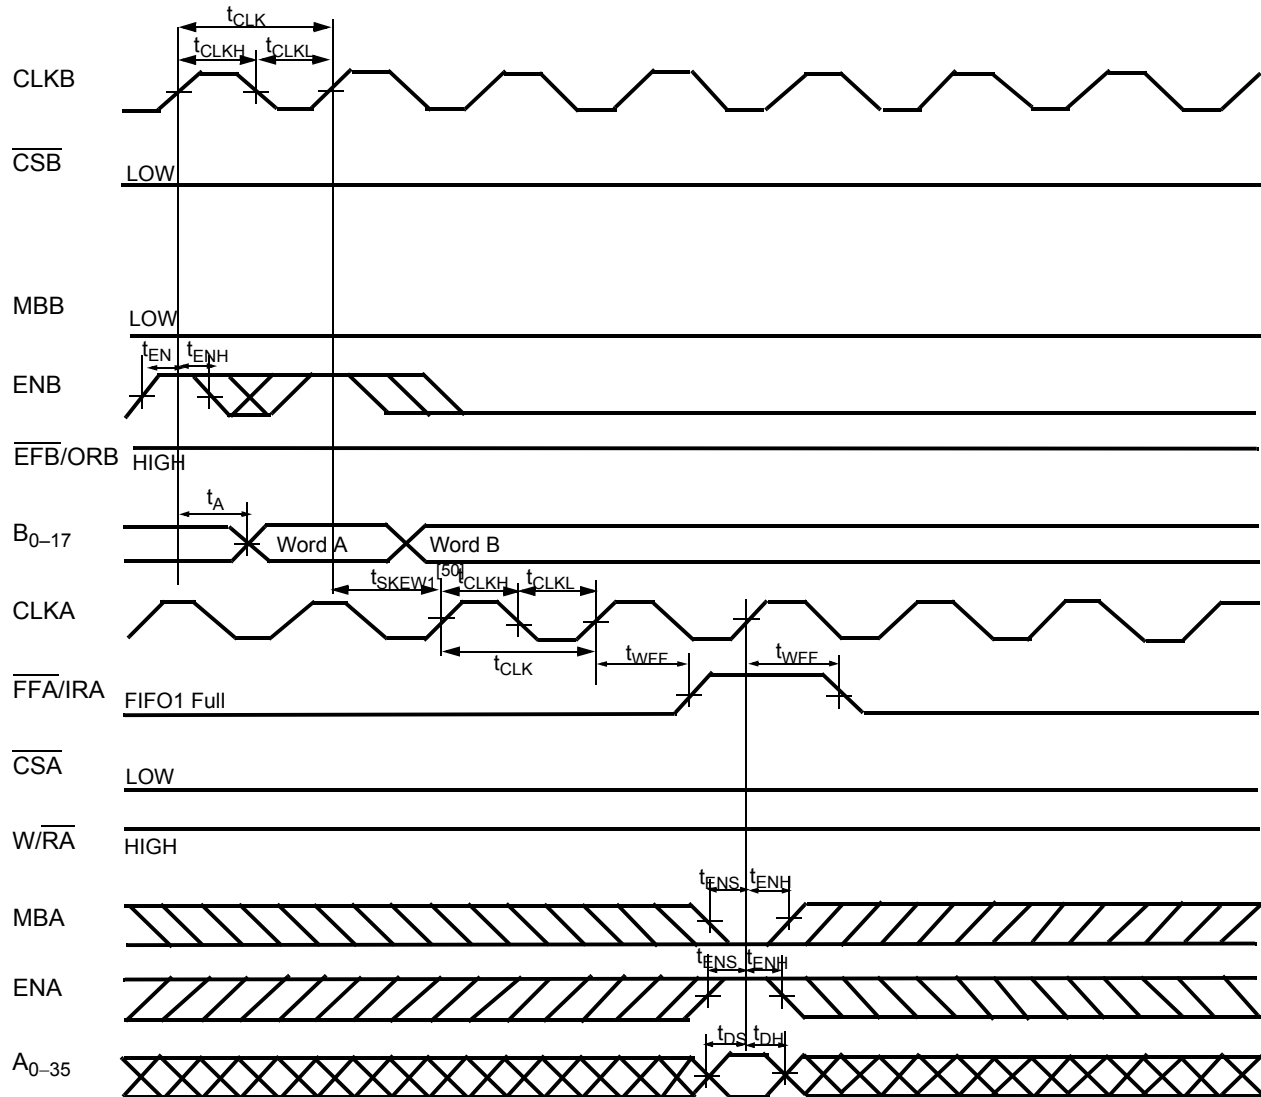 tCLK
tCLKH tCLKL
CLKB
CSB
LOW
MBB
LOW
tEN tENH
ENB
EFB/ORB
HIGH
tA
B0–17
Word A
Word B
tSKEW1[50] tCLKH tCLKL
CLKA
tCLK
tWFF tWFF
FFA/IRA
FIFO1 Full
CSA
LOW
W/RA
HIGH
tENS tENH
MBA
tENS tENH
ENA
tDS tDH
A0–35